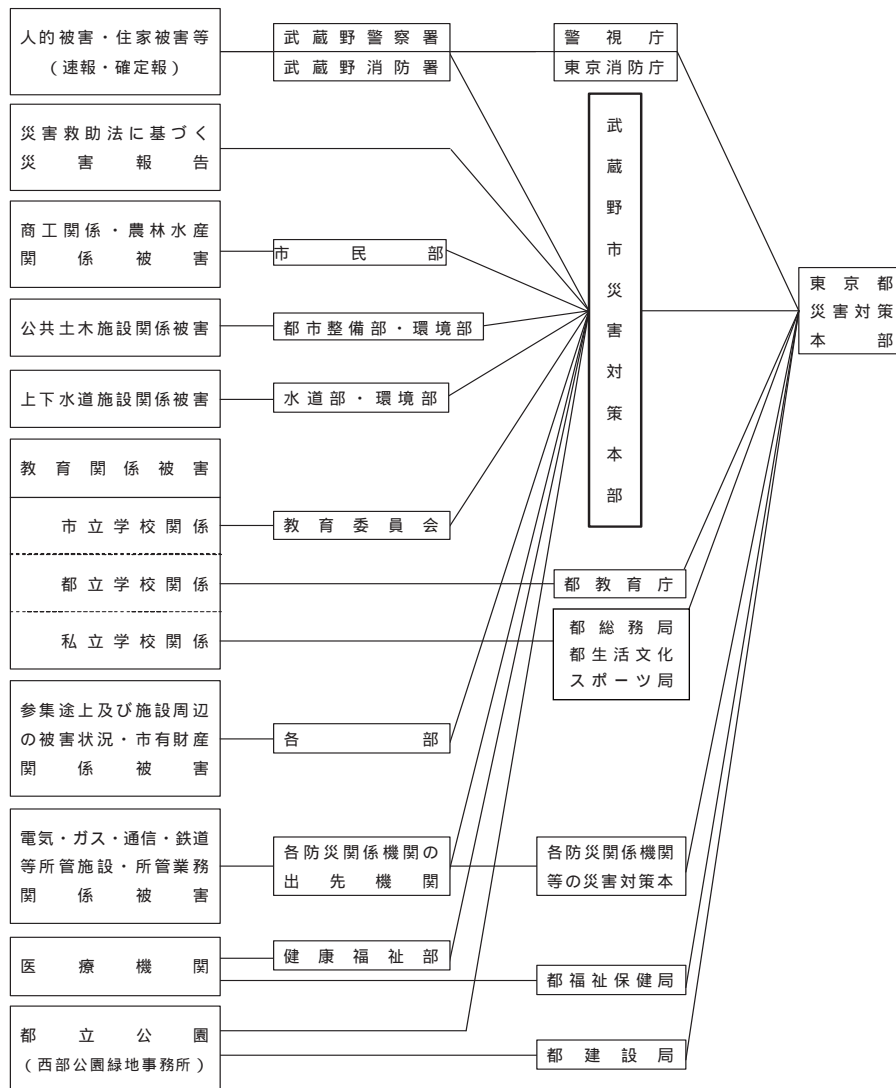 人的被害・住家被害等
(速報・確定報)
武蔵野警察署
武蔵野消防署
警視庁
東京消防庁
災害救助法に基づく
災害報告
武蔵野市災害対策本部
商工関係・農林水産
関係被害
市民部
東京都
災害対策
本部
公共土木施設関係被害
都市整備部・環境部
上下水道施設関係被害
水道部・環境部
教育関係被害
市立学校関係
教育委員会
都立学校関係
都教育庁
私立学校関係
都総務局
都生活文化
スポーツ局
参集途上及び施設周辺
の被害状況・市有財産
関係被害
各部
電気・ガス・通信・鉄道
等所管施設・所管業務
関係被害
各防災関係機関の
出先機関
各防災関係機関
等の災害対策本
医療機関
健康福祉部
都福祉保健局
都立公園
(西部公園緑地事務所)
都建設局